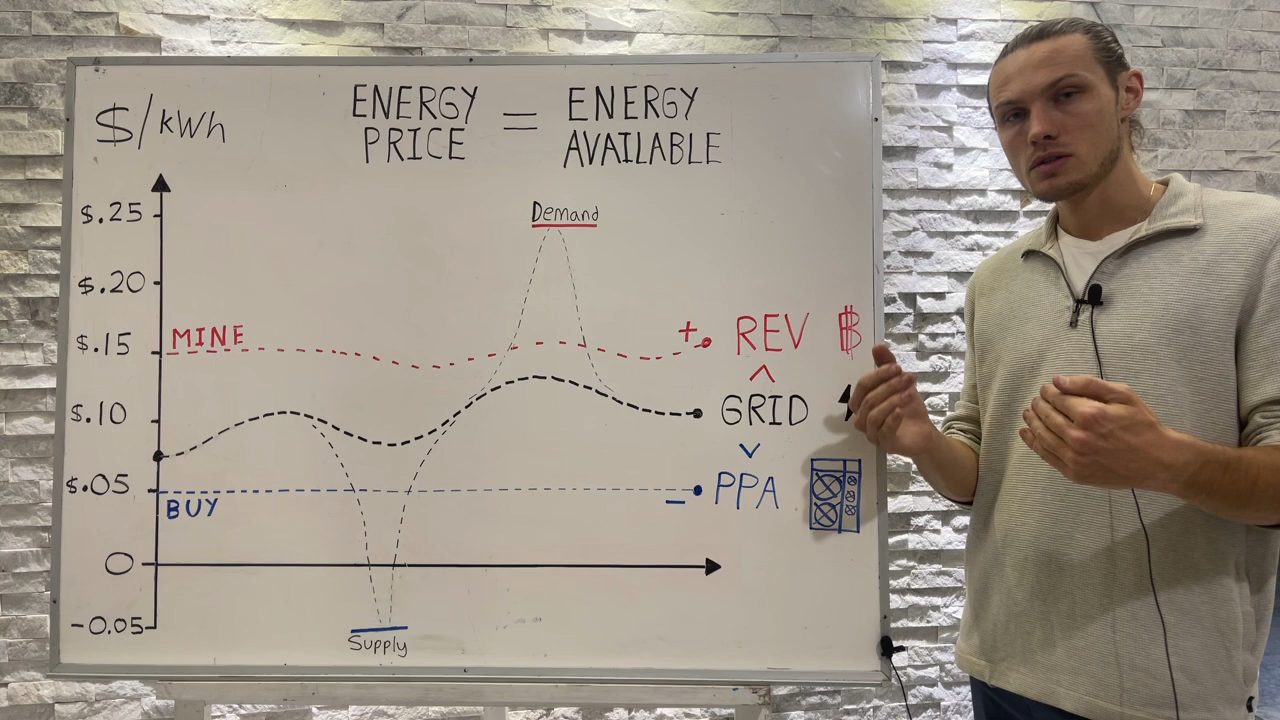 $/kWh
ENERGY PRICE = ENERGY AVAILABLE
$.25
Demand
$.20
MINE
$.15
+ REV ₿
^
$.10
GRID
v
$.05
BUY
- PPA
0
-0.05
Supply